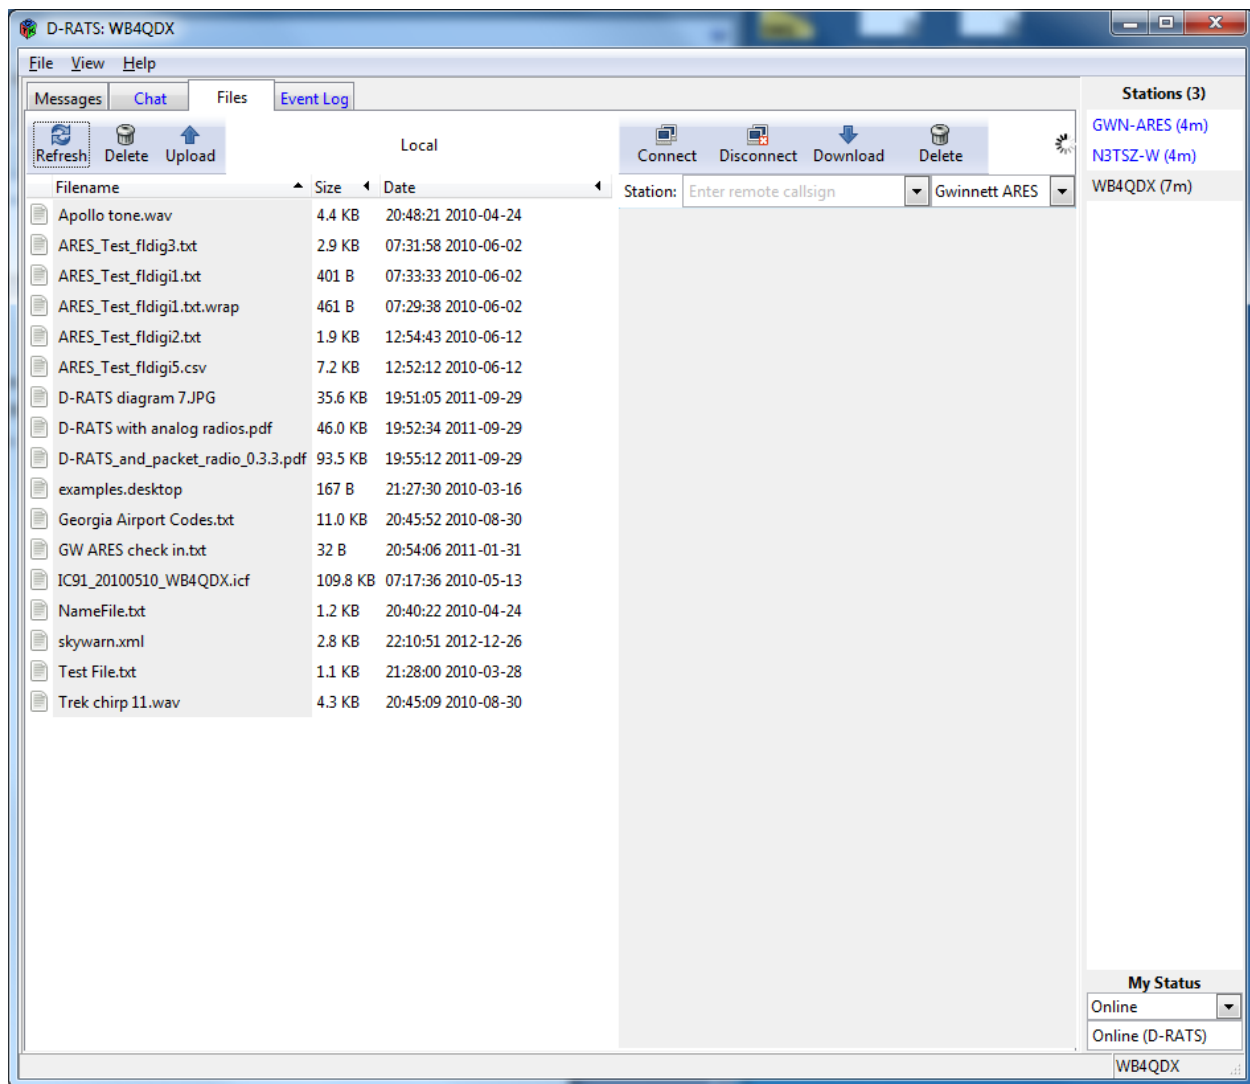 D-RATS: WB4QDX
File View Help
Messages Chat Files Event Log
Refresh Delete Upload
Local
Connect Disconnect Download Delete
Station: Enter remote callsign Gwinnett ARES
Filename Size Date
Apollo tone.wav 4.4 KB 20:48:21 2010-04-24
ARES_Test_fldig3.txt 2.9 KB 07:31:58 2010-06-02
ARES_Test_fldigi1.txt 401 B 07:33:33 2010-06-02
ARES_Test_fldigi1.txt.wrap 461 B 07:29:38 2010-06-02
ARES_Test_fldigi2.txt 1.9 KB 12:54:43 2010-06-12
ARES_Test_fldigi5.csv 7.2 KB 12:52:12 2010-06-12
D-RATS diagram 7.JPG 35.6 KB 19:51:05 2011-09-29
D-RATS with analog radios.pdf 46.0 KB 19:52:34 2011-09-29
D-RATS_and_packet_radio_0.3.3.pdf 93.5 KB 19:55:12 2011-09-29
examples.desktop 167 B 21:27:30 2010-03-16
Georgia Airport Codes.txt 11.0 KB 20:45:52 2010-08-30
GW ARES check in.txt 32 B 20:54:06 2011-01-31
IC91_20100510_WB4QDX.icf 109.8 KB 07:17:36 2010-05-13
NameFile.txt 1.2 KB 20:40:22 2010-04-24
skywarn.xml 2.8 KB 22:10:51 2012-12-26
Test File.txt 1.1 KB 21:28:00 2010-03-28
Trek chirp 11.wav 4.3 KB 20:45:09 2010-08-30
Stations (3)
GWN-ARES (4m)
N3TSZ-W (4m)
WB4QDX (7m)
My Status
Online
Online (D-RATS)
WB4QDX